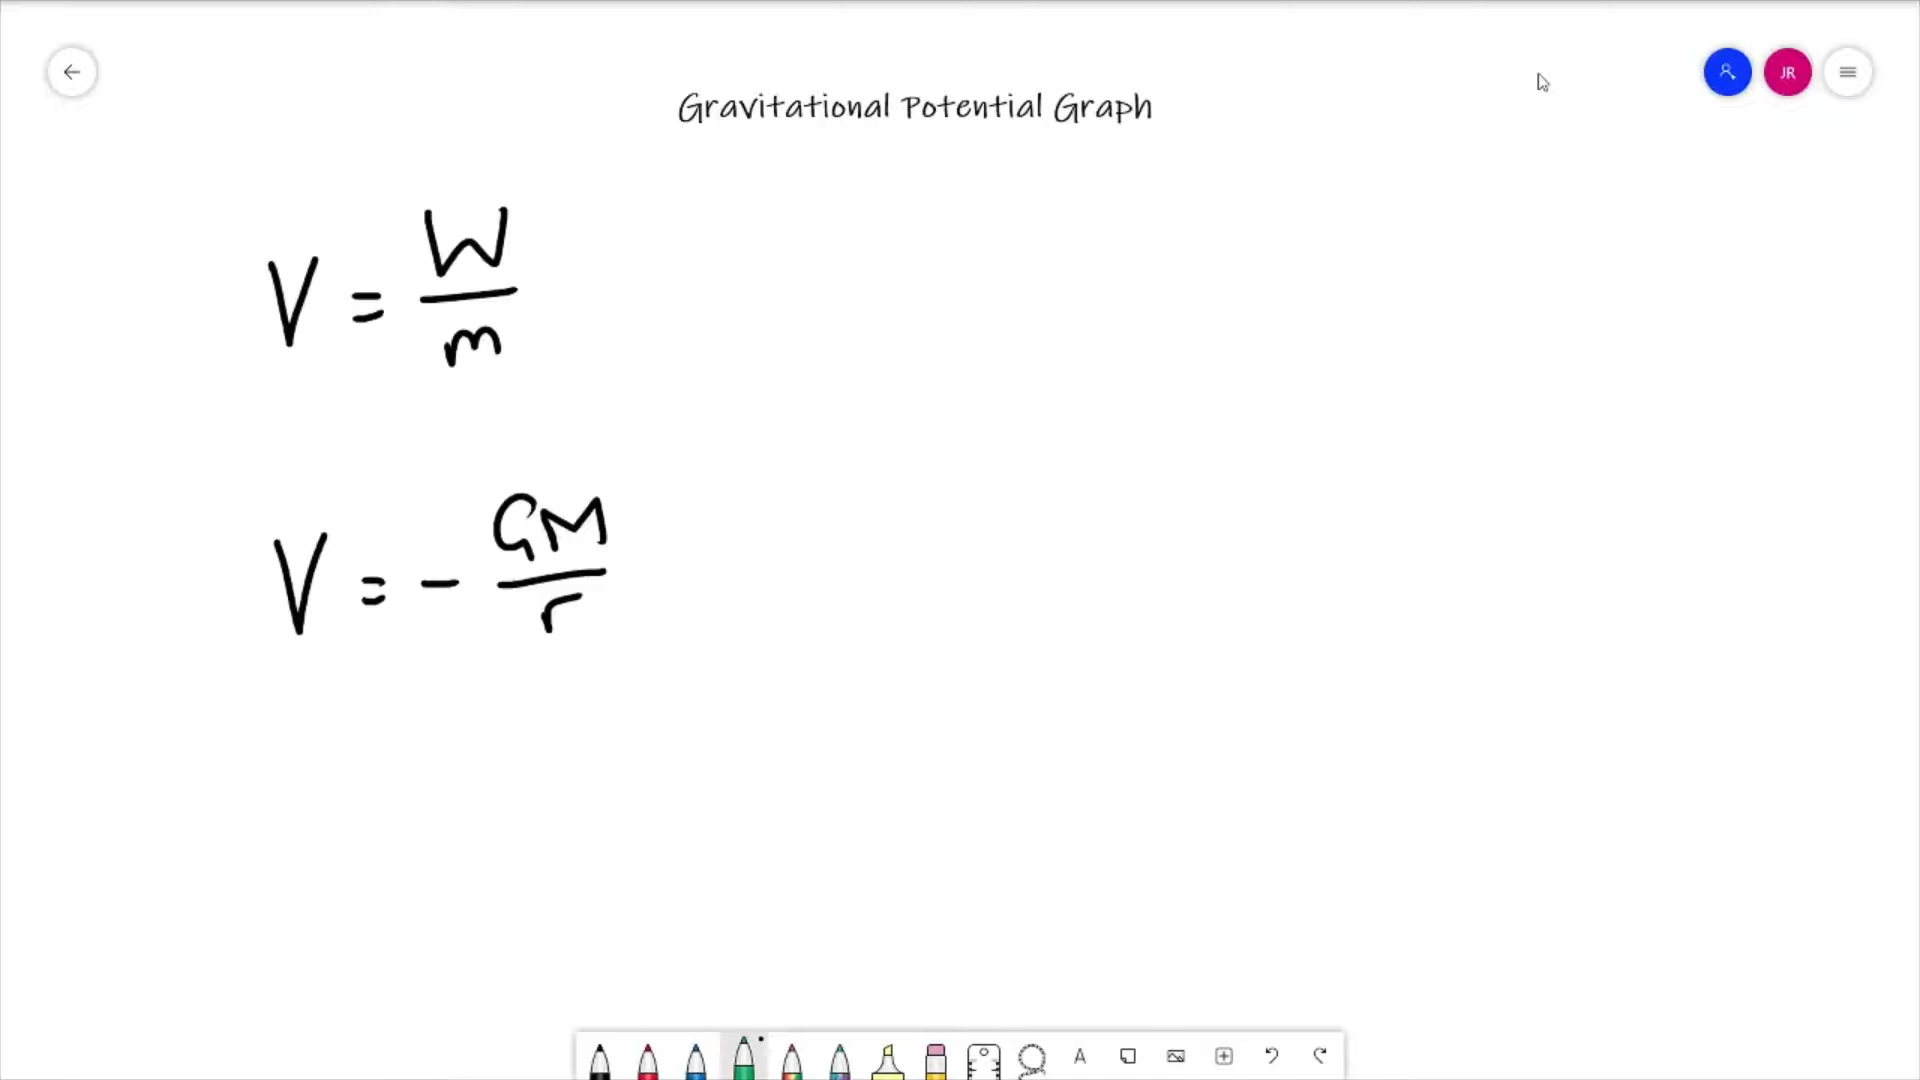 JR
Gravitational Potential Graph
V = W/m
V = - GM/r
A